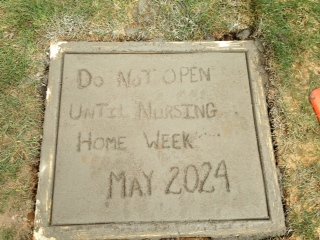 Do Not OPEN
UNTIL NURSING
HOME WEEK
MAY 2024